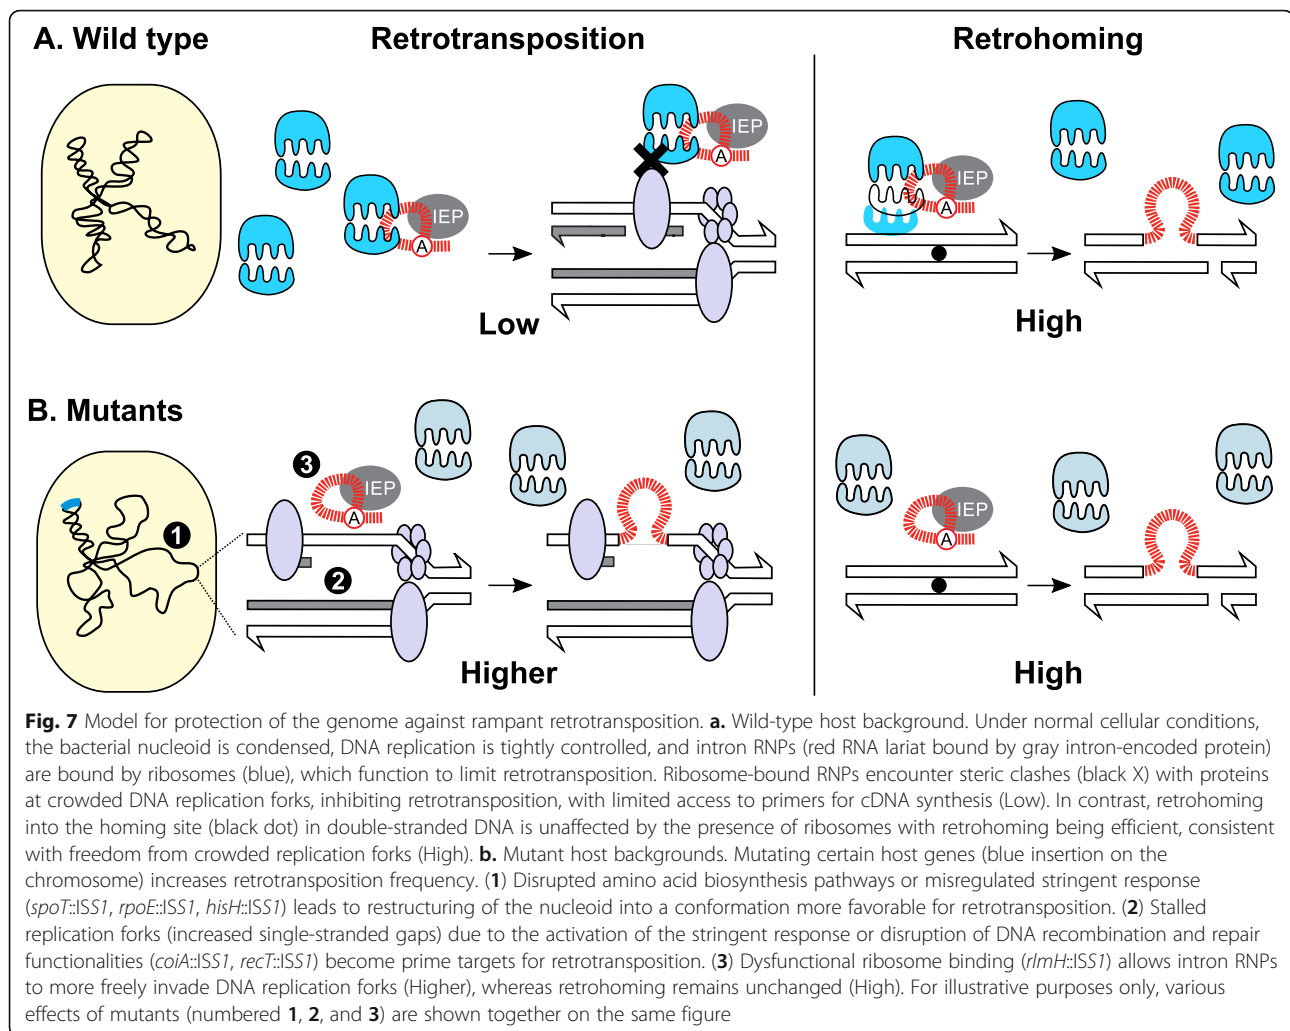 A. Wild type
Retrotransposition
Retrohoming
IEP
A
IEP
A
IEP
A
Low
High
B. Mutants
1
3
IEP
A
2
IEP
A
Higher
High
Fig. 7 Model for protection of the genome against rampant retrotransposition. a. Wild-type host background. Under normal cellular conditions,
the bacterial nucleoid is condensed, DNA replication is tightly controlled, and intron RNPs (red RNA lariat bound by gray intron-encoded protein)
are bound by ribosomes (blue), which function to limit retrotransposition. Ribosome-bound RNPs encounter steric clashes (black X) with proteins
at crowded DNA replication forks, inhibiting retrotransposition, with limited access to primers for cDNA synthesis (Low). In contrast, retrohoming
into the homing site (black dot) in double-stranded DNA is unaffected by the presence of ribosomes with retrohoming being efficient, consistent
with freedom from crowded replication forks (High). b. Mutant host backgrounds. Mutating certain host genes (blue insertion on the
chromosome) increases retrotransposition frequency. (1) Disrupted amino acid biosynthesis pathways or misregulated stringent response
(spoT::ISS1, rpoE::ISS1, hisH::ISS1) leads to restructuring of the nucleoid into a conformation more favorable for retrotransposition. (2) Stalled
replication forks (increased single-stranded gaps) due to the activation of the stringent response or disruption of DNA recombination and repair
functionalities (coiA::ISS1, recT::ISS1) become prime targets for retrotransposition. (3) Dysfunctional ribosome binding (rlmH::ISS1) allows intron RNPs
to more freely invade DNA replication forks (Higher), whereas retrohoming remains unchanged (High). For illustrative purposes only, various
effects of mutants (numbered 1, 2, and 3) are shown together on the same figure